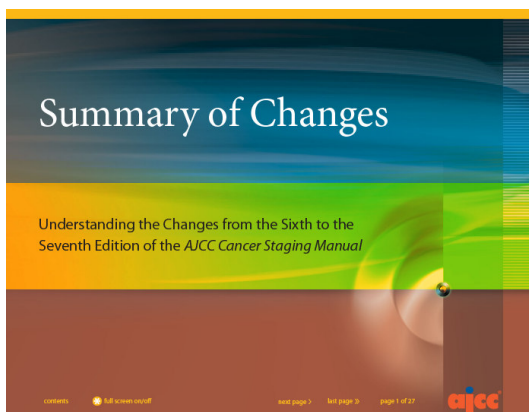 Summary of Changes
Understanding the Changes from the Sixth to the
Seventh Edition of the AJCC Cancer Staging Manual
contents full screen on/off next page > last page >> page 1 of 27
ajcc